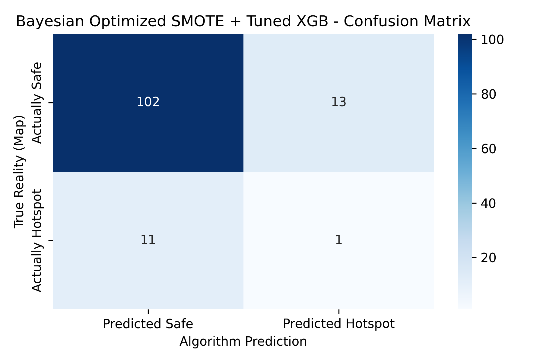 Bayesian Optimized SMOTE + Tuned XGB - Confusion Matrix
True Reality (Map)
Actually Safe
Actually Hotspot
102
13
11
1
Predicted Safe
Predicted Hotspot
Algorithm Prediction
100
80
60
40
20